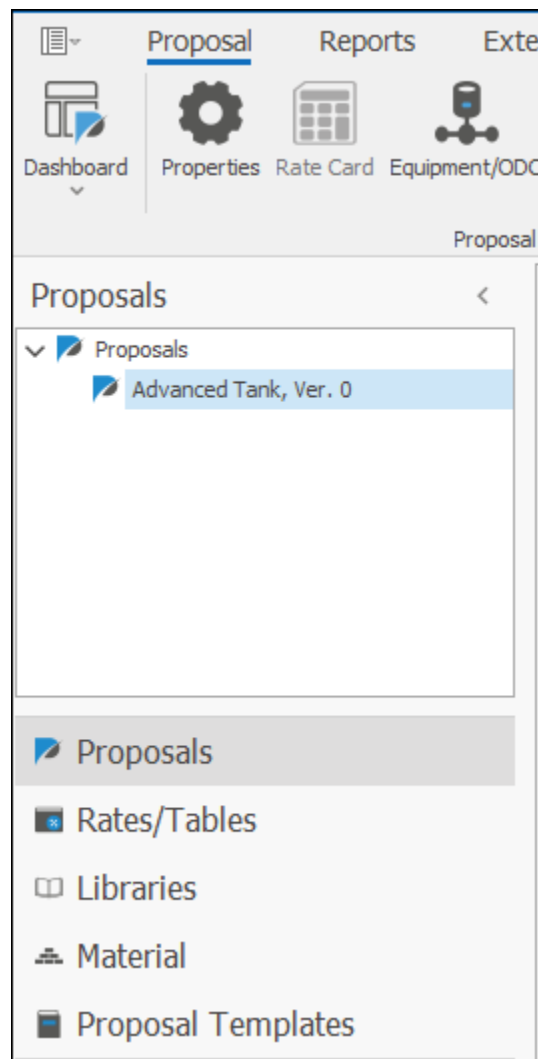 Proposal Reports Exte
Dashboard Properties Rate Card Equipment/ODC
Proposal
Proposals
Proposals
Advanced Tank, Ver. 0
Proposals
Rates/Tables
Libraries
Material
Proposal Templates